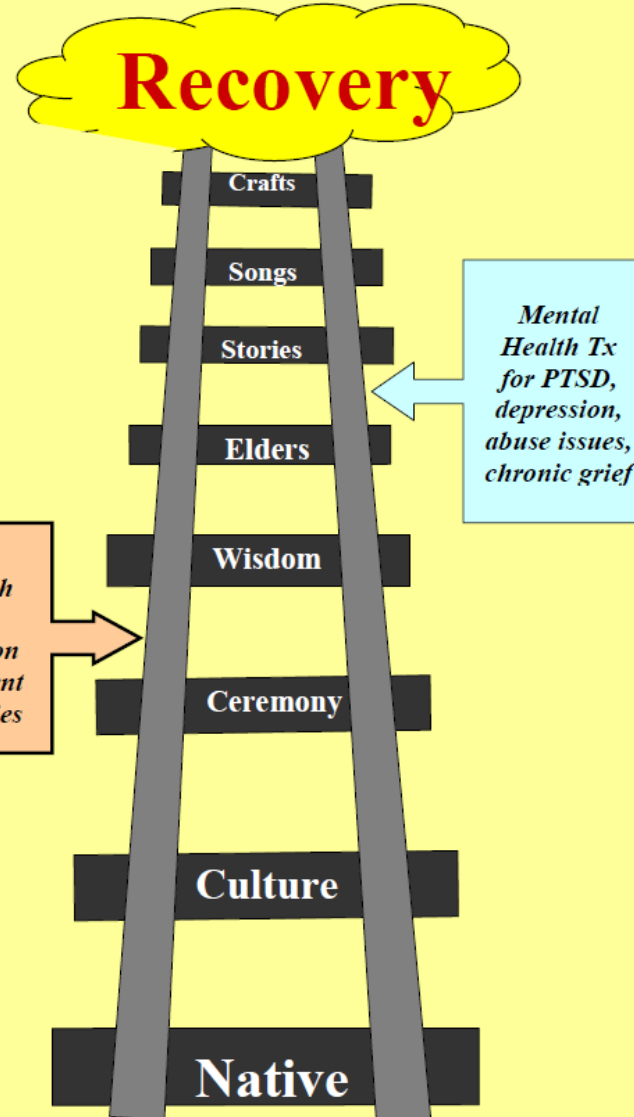 Recovery
Crafts
Songs
Stories
Elders
Wisdom
Ceremony
Culture
Native
Mental
Health Tx
for PTSD,
depression,
abuse issues,
chronic grief